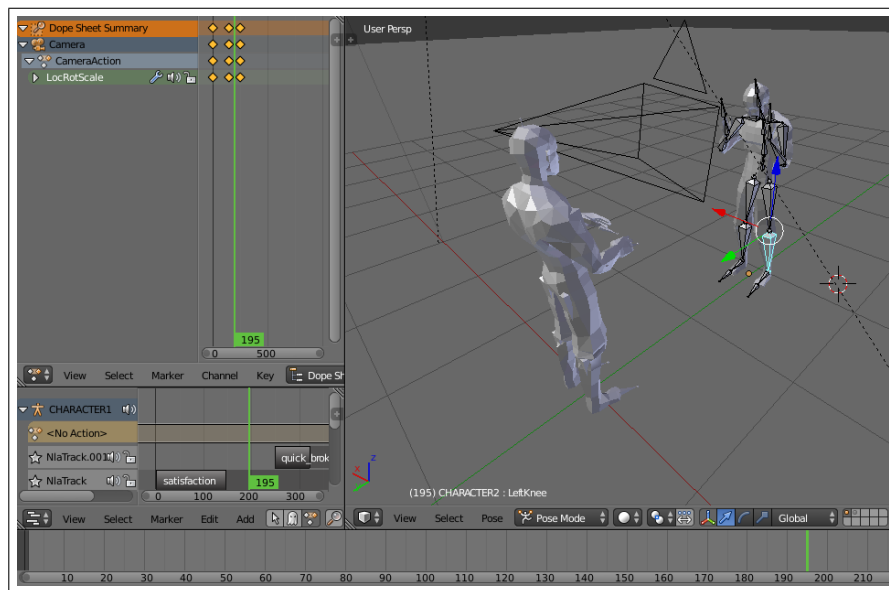 Dope Sheet Summary
Camera
CameraAction
LocRotScale
195
0 500
View Select Marker Channel Key Dope Sh
CHARACTER1
<No Action>
NlaTrack.001
quick_brok
NlaTrack
satisfaction
195
0 100 200 300
View Select Marker Edit Add
User Persp
z
x
(195) CHARACTER2 : LeftKnee
View Select Pose Pose Mode Global
10 20 30 40 50 60 70 80 90 100 110 120 130 140 150 160 170 180 190 200 210